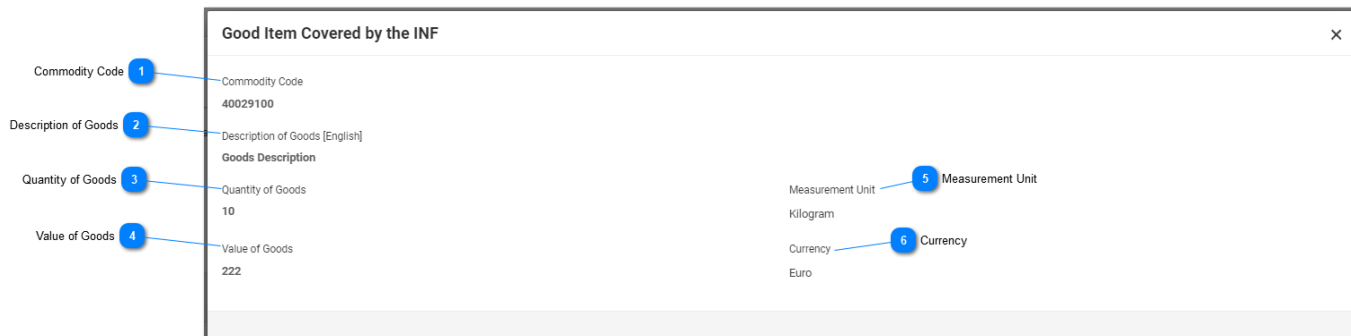 Good Item Covered by the INF
Commodity Code 1
Commodity Code
40029100
Description of Goods 2
Description of Goods [English]
Goods Description
Quantity of Goods 3
Quantity of Goods
10
Measurement Unit
5 Measurement Unit
Kilogram
Value of Goods 4
Value of Goods
222
Currency
6 Currency
Euro